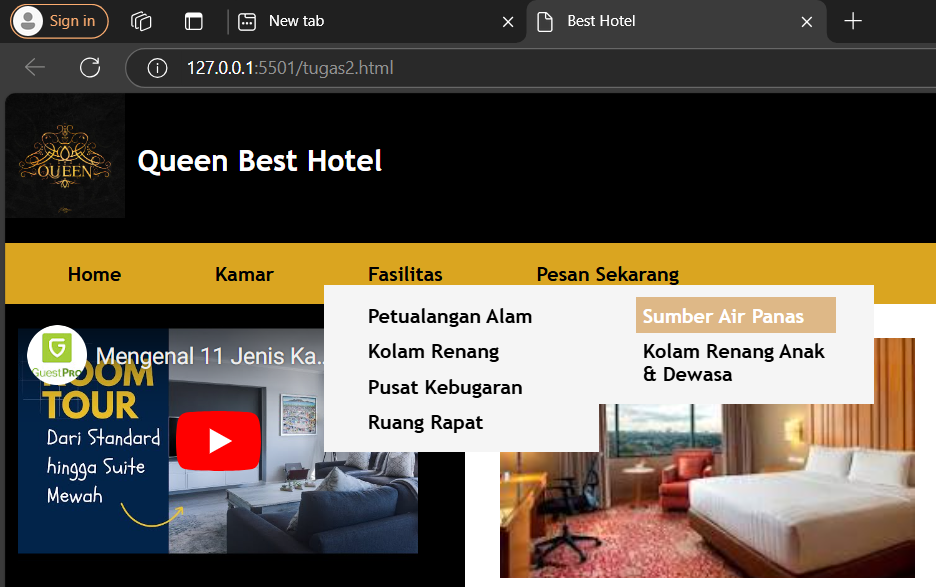 Sign in
New tab
Best Hotel
127.0.0.1:5501/tugas2.html
QUEEN
Queen Best Hotel
Home
Kamar
Fasilitas
Pesan Sekarang
Petualangan Alam
Kolam Renang
Pusat Kebugaran
Ruang Rapat
Sumber Air Panas
Kolam Renang Anak
& Dewasa
Mengenal 11 Jenis Ka...
GuestPro
ROOM
TOUR
Dari Standard
hingga Suite
Mewah